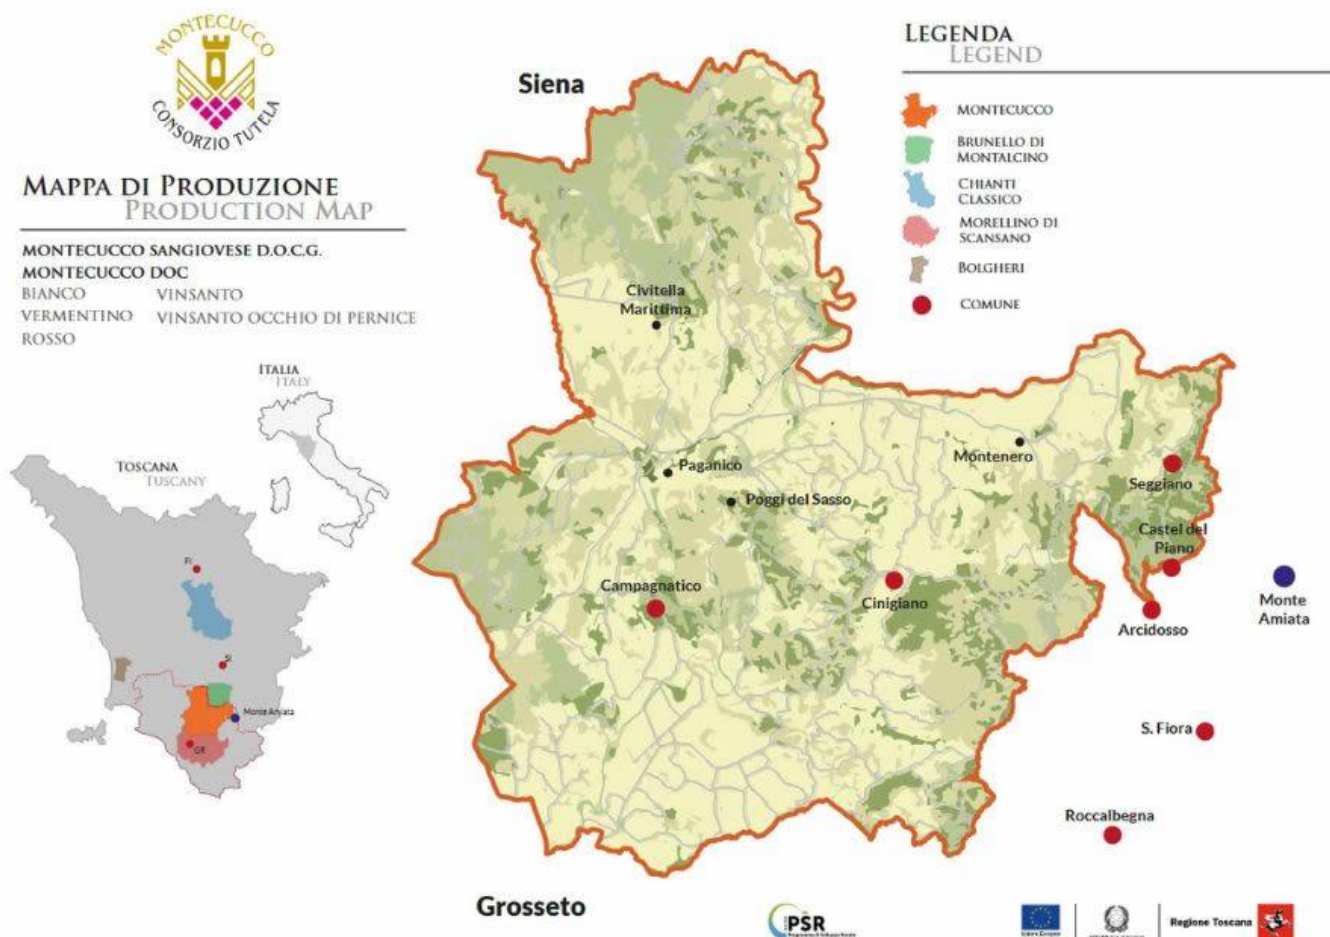 MONTECUCCO
CONSORZIO TUTELA
MAPPA DI PRODUZIONE
PRODUCTION MAP
MONTECUCCO SANGIOVESE D.O.C.G.
MONTECUCCO DOC
BIANCO VINSANTO
VERMENTINO VINSANTO OCCHIO DI PERNICE
ROSSO
ITALIA
ITALY
TOSCANA
TUSCANY
FI
SI
Monte Amiata
GR
Siena
Civitella
Marittima
Paganico
Poggi del Sasso
Montenero
Seggiano
Castel del
Piano
Campagnatico
Cinigiano
Arcidosso
Monte
Amiata
S. Fiora
Roccalbegna
Grosseto
LEGENDA
LEGEND
MONTECUCCO
BRUNELLO DI
MONTALCINO
CHIANTI
CLASSICO
MORELLINO DI
SCANSANO
BOLGHERI
COMUNE
PSR
Regione Toscana